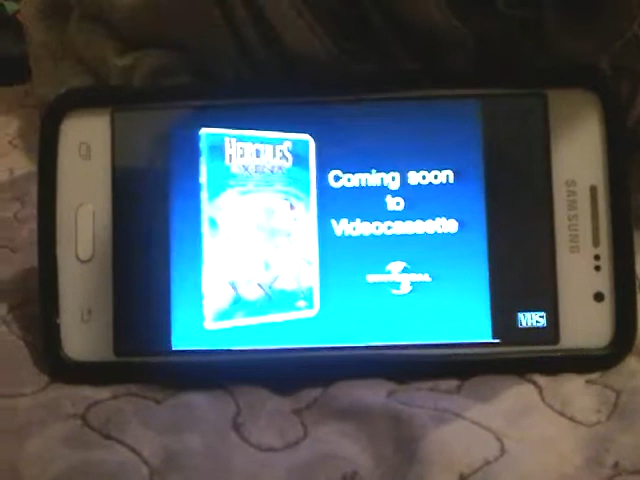 HERCULES
XENA
Coming soon
to
Videocassette
UNIVERSAL
VHS
SAMSUNG